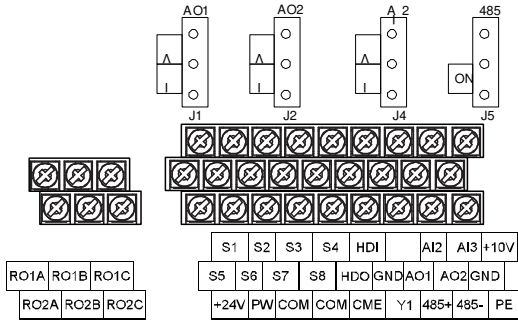 AO1 AO2 A 2 485
V V V
I I I ON
J1 J2 J4 J5
S1 S2 S3 S4 HDI AI2 AI3 +10V
RO1A RO1B RO1C S5 S6 S7 S8 HDO GND AO1 AO2 GND
RO2A RO2B RO2C +24V PW COM COM CME Y1 485+ 485- PE